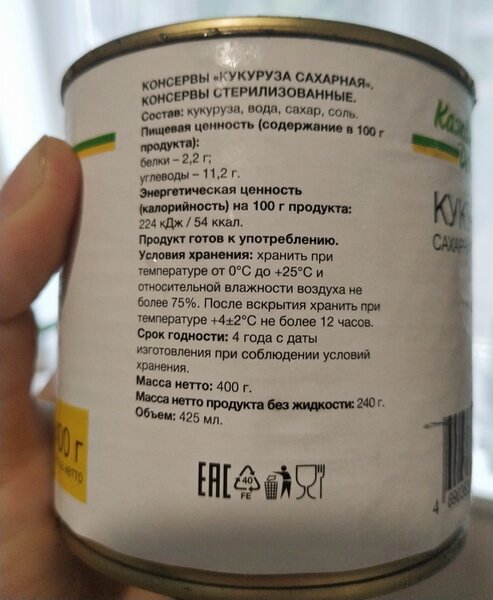 КОНСЕРВЫ «КУКУРУЗА САХАРНАЯ».
КОНСЕРВЫ СТЕРИЛИЗОВАННЫЕ.
Состав: кукуруза, вода, сахар, соль.
Пищевая ценность (содержание в 100 г
продукта):
белки – 2,2 г;
углеводы – 11,2 г.
Энергетическая ценность
(калорийность) на 100 г продукта:
224 кДж / 54 ккал.
Продукт готов к употреблению.
Условия хранения: хранить при
температуре от 0°С до +25°С и
относительной влажности воздуха не
более 75%. После вскрытия хранить при
температуре +4±2°С не более 12 часов.
Срок годности: 4 года с даты
изготовления при соблюдении условий
хранения.
Масса нетто: 400 г.
Масса нетто продукта без жидкости: 240 г.
Объем: 425 мл.
EAC
40
FE